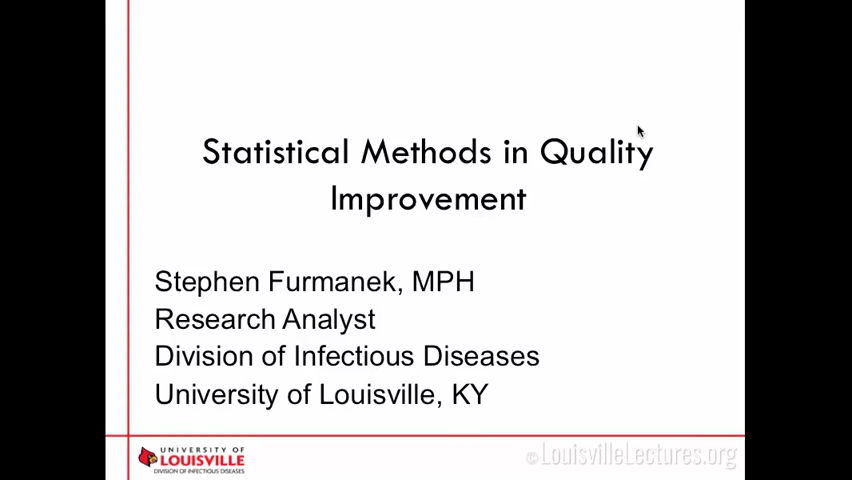 Statistical Methods in Quality
Improvement
Stephen Furmanek, MPH
Research Analyst
Division of Infectious Diseases
University of Louisville, KY
UNIVERSITY OF
LOUISVILLE
DIVISION OF INFECTIOUS DISEASES
©LouisvilleLectures.org